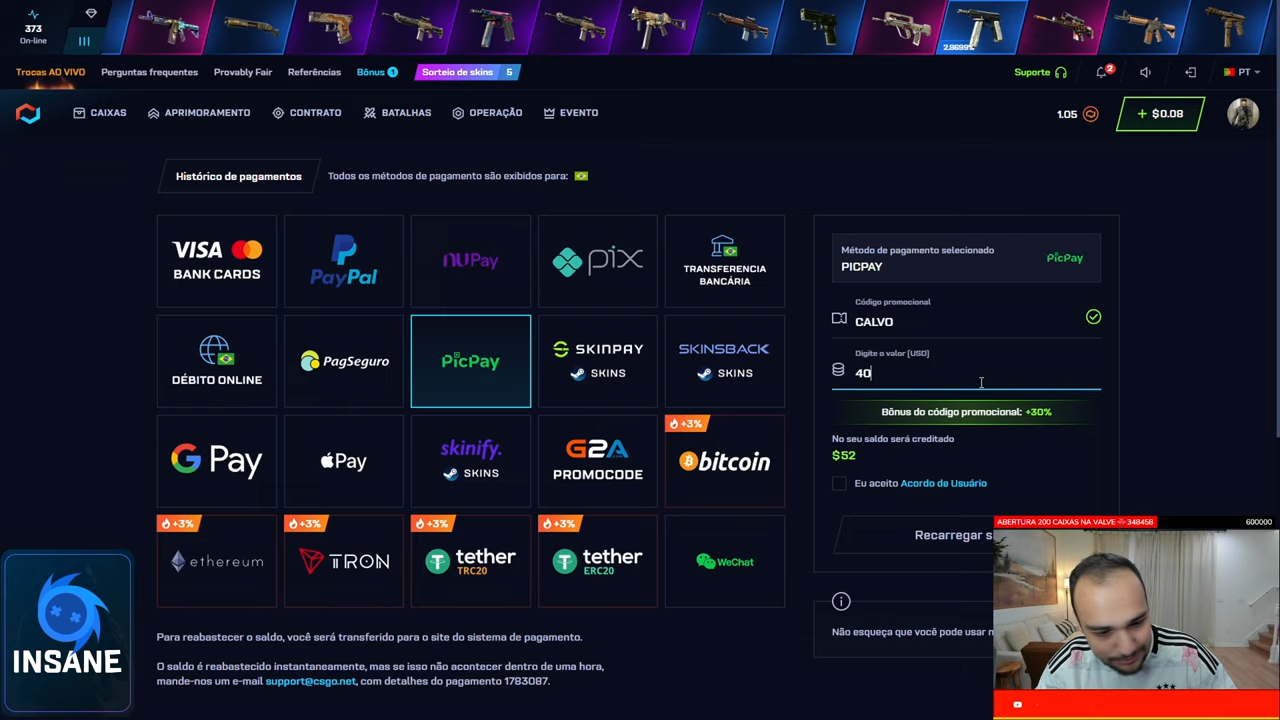 373
On-line
2.8699%
Trocas AO VIVO
Perguntas frequentes
Provably Fair
Referências
Bônus 1
Sorteio de skins 5
Suporte
2
PT
CAIXAS
APRIMORAMENTO
CONTRATO
BATALHAS
OPERAÇÃO
EVENTO
1.05
+ $0.08
Histórico de pagamentos
Todos os métodos de pagamento são exibidos para:
VISA
BANK CARDS
PayPal
nuPay
pix
TRANSFERENCIA
BANCÁRIA
DÉBITO ONLINE
PagSeguro
PicPay
SKINPAY
SKINS
SKINSBACK
SKINS
G Pay
Pay
skinify.
SKINS
G2A
PROMOCODE
+3%
bitcoin
+3%
ethereum
+3%
TRON
+3%
tether
TRC20
+3%
tether
ERC20
WeChat
Para reabastecer o saldo, você será transferido para o site do sistema de pagamento.
O saldo é reabastecido instantaneamente, mas se isso não acontecer dentro de uma hora,
mande-nos um e-mail support@csgo.net, com detalhes do pagamento 1783087.
Método de pagamento selecionado
PICPAY
PicPay
Código promocional
CALVO
Digite o valor [USD]
40
Bônus do código promocional: +30%
No seu saldo será creditado
$52
Eu aceito Acordo de Usuário
Recarregar s
Não esqueça que você pode usar
ABERTURA 200 CAIXAS NA VALVE 348458
600000
INSANE